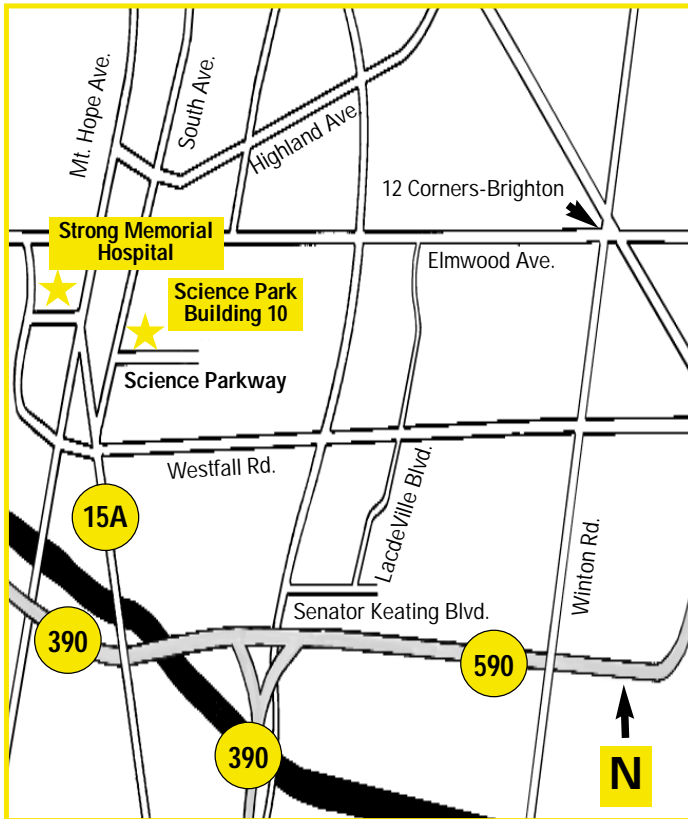 Mt. Hope Ave.
South Ave.
Highland Ave.
12 Corners-Brighton
Strong Memorial
Hospital
Elmwood Ave.
Science Park
Building 10
Science Parkway
Westfall Rd.
LacdeVille Blvd.
15A
Winton Rd.
Senator Keating Blvd.
390
590
390
N